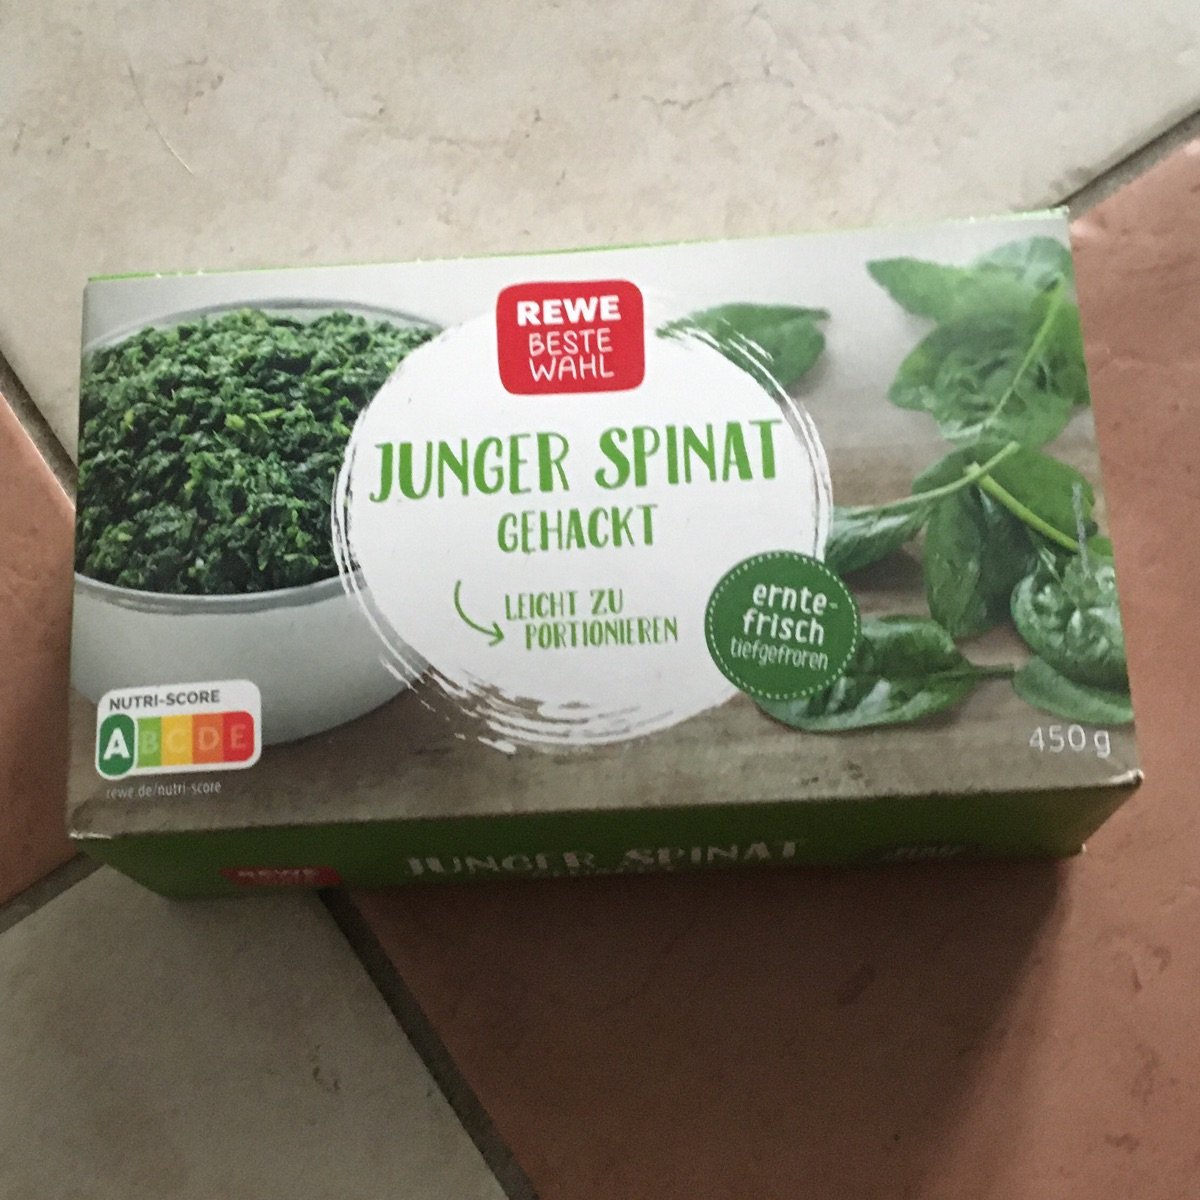 REWE
BESTE
WAHL
JUNGER SPINAT
GEHACKT
LEICHT ZU
PORTIONIEREN
ernte-
frisch
tiefgefroren
NUTRI-SCORE
A B C D E
rewe.de/nutri-score
450 g
REWE
JUNGER SPINAT